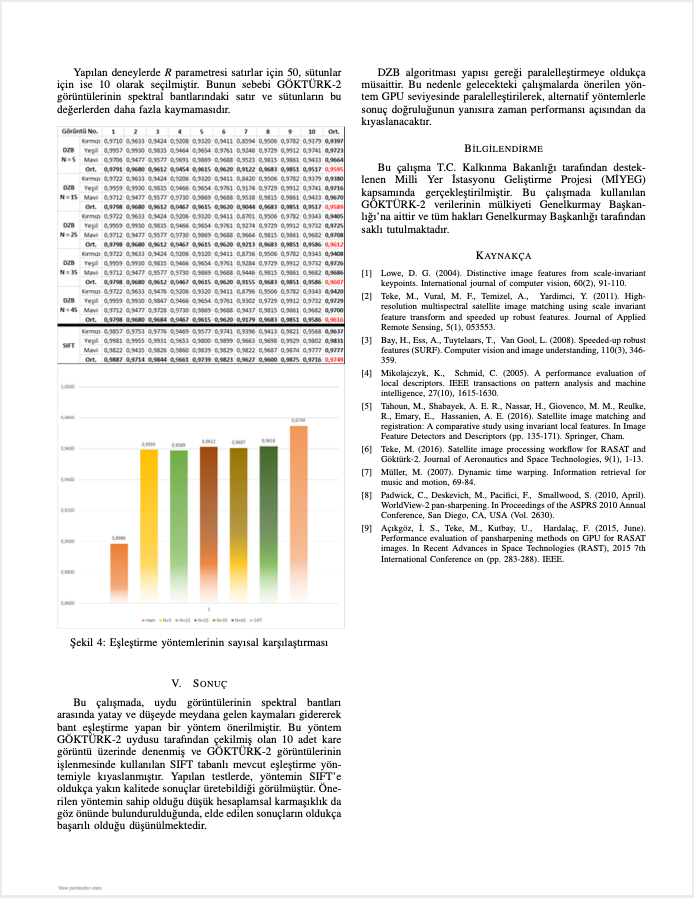 Yapılan deneylerde R parametresi satırlar için 50, sütunlar
için ise 10 olarak seçilmiştir. Bunun sebebi GÖKTÜRK-2
görüntülerinin spektral bantlarındaki satır ve sütunların bu
değerlerden daha fazla kaymamasıdır.
Görüntü No. 1 2 3 4 5 6 7 8 9 10 Ort.
DZB
N = 5
Kırmızı 0,9710 0,9633 0,9424 0,9208 0,9320 0,9411 0,8594 0,9506 0,9782 0,9379 0,9397
Yeşil 0,9957 0,9930 0,9835 0,9464 0,9654 0,9761 0,9248 0,9729 0,9912 0,9741 0,9723
Mavi 0,9706 0,9477 0,9577 0,9691 0,9869 0,9688 0,9523 0,9815 0,9861 0,9433 0,9664
Ort. 0,9791 0,9680 0,9612 0,9454 0,9615 0,9620 0,9122 0,9683 0,9851 0,9517 0,9595
DZB
N = 15
Kırmızı 0,9722 0,9633 0,9424 0,9206 0,9320 0,9411 0,8420 0,9506 0,9782 0,9379 0,9380
Yeşil 0,9959 0,9930 0,9835 0,9466 0,9654 0,9761 0,9174 0,9729 0,9912 0,9741 0,9716
Mavi 0,9712 0,9477 0,9577 0,9730 0,9869 0,9688 0,9538 0,9815 0,9861 0,9433 0,9670
Ort. 0,9798 0,9680 0,9612 0,9467 0,9615 0,9620 0,9044 0,9683 0,9851 0,9517 0,9589
DZB
N = 25
Kırmızı 0,9722 0,9633 0,9424 0,9206 0,9320 0,9411 0,8701 0,9506 0,9782 0,9343 0,9405
Yeşil 0,9959 0,9930 0,9835 0,9466 0,9654 0,9761 0,9274 0,9729 0,9912 0,9732 0,9725
Mavi 0,9712 0,9477 0,9577 0,9730 0,9869 0,9688 0,9664 0,9815 0,9861 0,9682 0,9708
Ort. 0,9798 0,9680 0,9612 0,9467 0,9615 0,9620 0,9213 0,9683 0,9851 0,9586 0,9612
DZB
N = 35
Kırmızı 0,9722 0,9633 0,9424 0,9206 0,9320 0,9411 0,8736 0,9506 0,9782 0,9343 0,9408
Yeşil 0,9959 0,9930 0,9835 0,9466 0,9654 0,9761 0,9284 0,9729 0,9912 0,9732 0,9726
Mavi 0,9712 0,9477 0,9577 0,9730 0,9869 0,9688 0,9446 0,9815 0,9861 0,9682 0,9686
Ort. 0,9798 0,9680 0,9612 0,9467 0,9615 0,9620 0,9155 0,9683 0,9851 0,9586 0,9607
DZB
N = 45
Kırmızı 0,9722 0,9633 0,9476 0,9206 0,9320 0,9411 0,8796 0,9506 0,9782 0,9343 0,9420
Yeşil 0,9959 0,9930 0,9847 0,9466 0,9654 0,9761 0,9302 0,9729 0,9912 0,9732 0,9729
Mavi 0,9712 0,9477 0,9728 0,9730 0,9869 0,9688 0,9437 0,9815 0,9861 0,9682 0,9700
Ort. 0,9798 0,9680 0,9684 0,9467 0,9615 0,9620 0,9179 0,9683 0,9851 0,9586 0,9616
SIFT
Kırmızı 0,9857 0,9753 0,9776 0,9469 0,9577 0,9741 0,9396 0,9413 0,9821 0,9568 0,9637
Yeşil 0,9981 0,9955 0,9931 0,9653 0,9800 0,9899 0,9663 0,9596 0,9929 0,9902 0,9831
Mavi 0,9822 0,9435 0,9826 0,9860 0,9839 0,9830 0,9822 0,9787 0,9874 0,9777 0,9777
Ort. 0,9887 0,9714 0,9844 0,9661 0,9739 0,9823 0,9627 0,9600 0,9875 0,9716 0,9749
1,0000
0,9800
0,9600
0,9400
0,9200
0,9000
0,8800
0,8600
0,8986 0,9595 0,9589 0,9612 0,9607 0,9616 0,9749
1
Ham N=5 N=15 N=25 N=35 N=45 SIFT
Şekil 4: Eşleştirme yöntemlerinin sayısal karşılaştırması
V. SONUÇ
Bu çalışmada, uydu görüntülerinin spektral bantları
arasında yatay ve düşeyde meydana gelen kaymaları gidererek
bant eşleştirme yapan bir yöntem önerilmiştir. Bu yöntem
GÖKTÜRK-2 uydusu tarafından çekilmiş olan 10 adet kare
görüntü üzerinde denenmiş ve GÖKTÜRK-2 görüntülerinin
işlenmesinde kullanılan SIFT tabanlı mevcut eşleştirme yön-
temiyle kıyaslanmıştır. Yapılan testlerde, yöntemin SIFT'e
oldukça yakın kalitede sonuçlar üretebildiği görülmüştür. Öne-
rilen yöntemin sahip olduğu düşük hesaplamsal karmaşıklık da
göz önünde bulundurulduğunda, elde edilen sonuçların oldukça
başarılı olduğu düşünülmektedir.
DZB algoritması yapısı gereği paralelleştirmeye oldukça
müsaittir. Bu nedenle gelecekteki çalışmalarda önerilen yön-
tem GPU seviyesinde paralelleştirilerek, alternatif yöntemlerle
sonuç doğruluğunun yanısıra zaman performansı açısından da
kıyaslanacaktır.
BILGILENDIRME
Bu çalışma T.C. Kalkınma Bakanlığı tarafından destek-
lenen Milli Yer İstasyonu Geliştirme Projesi (MİYEG)
kapsamında gerçekleştirilmiştir. Bu çalışmada kullanılan
GÖKTÜRK-2 verilerinin mülkiyeti Genelkurmay Başkan-
lığı'na aittir ve tüm hakları Genelkurmay Başkanlığı tarafından
saklı tutulmaktadır.
KAYNAKÇA
[1] Lowe, D. G. (2004). Distinctive image features from scale-invariant
keypoints. International journal of computer vision, 60(2), 91-110.
[2] Teke, M., Vural, M. F., Temizel, A., Yardimci, Y. (2011). High-
resolution multispectral satellite image matching using scale invariant
feature transform and speeded up robust features. Journal of Applied
Remote Sensing, 5(1), 053553.
[3] Bay, H., Ess, A., Tuytelaars, T., Van Gool, L. (2008). Speeded-up robust
features (SURF). Computer vision and image understanding, 110(3), 346-
359.
[4] Mikolajczyk, K., Schmid, C. (2005). A performance evaluation of
local descriptors. IEEE transactions on pattern analysis and machine
intelligence, 27(10), 1615-1630.
[5] Tahoun, M., Shabayek, A. E. R., Nassar, H., Giovenco, M. M., Reulke,
R., Emary, E., Hassanien, A. E. (2016). Satellite image matching and
registration: A comparative study using invariant local features. In Image
Feature Detectors and Descriptors (pp. 135-171). Springer, Cham.
[6] Teke, M. (2016). Satellite image processing workflow for RASAT and
Göktürk-2. Journal of Aeronautics and Space Technologies, 9(1), 1-13.
[7] Müller, M. (2007). Dynamic time warping. Information retrieval for
music and motion, 69-84.
[8] Padwick, C., Deskevich, M., Pacifici, F., Smallwood, S. (2010, April).
WorldView-2 pan-sharpening. In Proceedings of the ASPRS 2010 Annual
Conference, San Diego, CA, USA (Vol. 2630).
[9] Açıkgöz, İ. S., Teke, M., Kutbay, U., Hardalaç, F. (2015, June).
Performance evaluation of pansharpening methods on GPU for RASAT
images. In Recent Advances in Space Technologies (RAST), 2015 7th
International Conference on (pp. 283-288). IEEE.
View publication stats